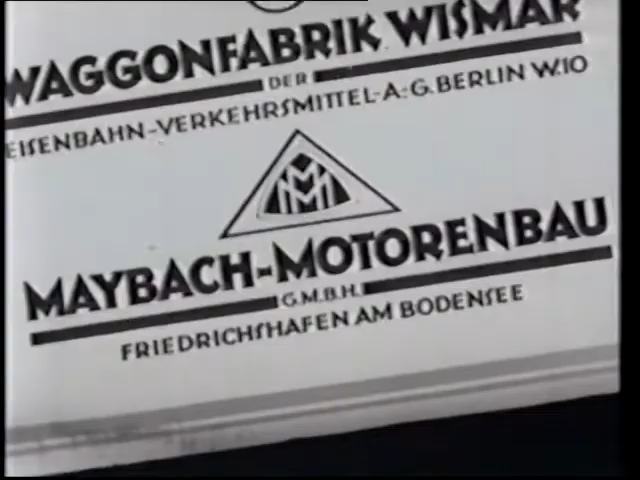 WAGGONFABRIK WISMAR
DER
EISENBAHN-VERKEHRSMITTEL-A.-G. BERLIN W.10
MM
MAYBACH-MOTORENBAU
G.M.B.H.
FRIEDRICHSHAFEN AM BODENSEE